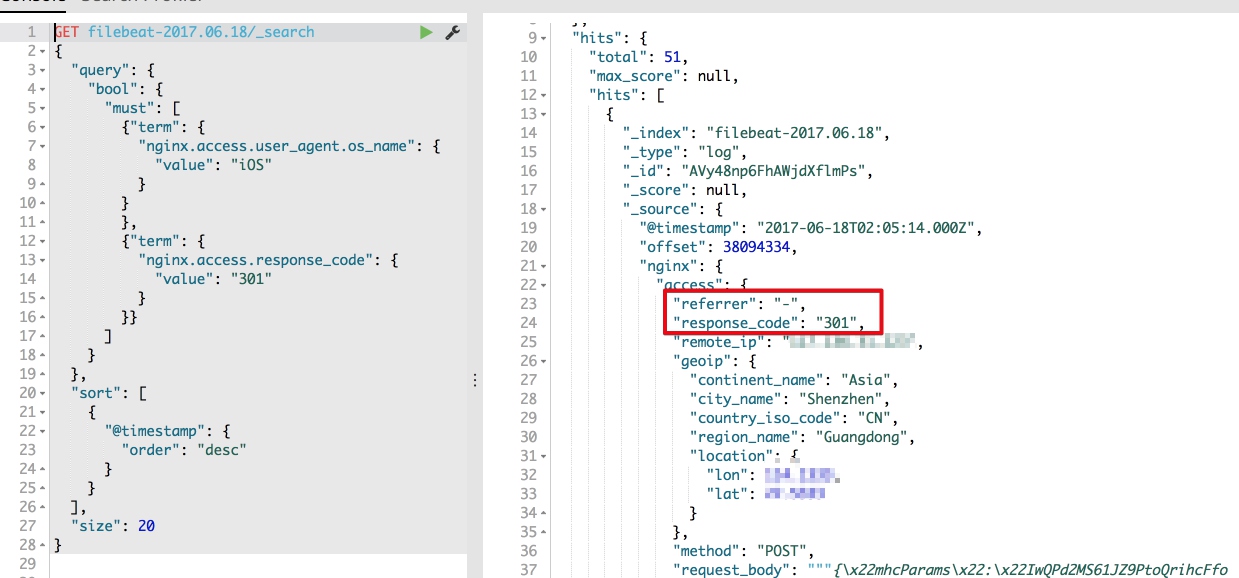 1 GET filebeat-2017.06.18/_search
2 {
3 "query": {
4 "bool": {
5 "must": [
6 {"term": {
7 "nginx.access.user_agent.os_name": {
8 "value": "iOS"
9 }
10 }
11 },
12 {"term": {
13 "nginx.access.response_code": {
14 "value": "301"
15 }
16 }}
17 ]
18 }
19 },
20 "sort": [
21 {
22 "@timestamp": {
23 "order": "desc"
24 }
25 }
26 ],
27 "size": 20
28 }
29
},
9 "hits": {
10 "total": 51,
11 "max_score": null,
12 "hits": [
13 {
14 "_index": "filebeat-2017.06.18",
15 "_type": "log",
16 "_id": "AVy48np6FhAWjdXflmPs",
17 "_score": null,
18 "_source": {
19 "@timestamp": "2017-06-18T02:05:14.000Z",
20 "offset": 38094334,
21 "nginx": {
22 "access": {
23 "referrer": "-",
24 "response_code": "301",
25 "remote_ip": "
26 "geoip": {
27 "continent_name": "Asia",
28 "city_name": "Shenzhen",
29 "country_iso_code": "CN",
30 "region_name": "Guangdong",
31 "location": {
32 "lon":
33 "lat":
34 }
35 },
36 "method": "POST",
37 "request_body": """{\x22mhcParams\x22:\x22IwQPd2MS61JZ9PtoQrihcFfo